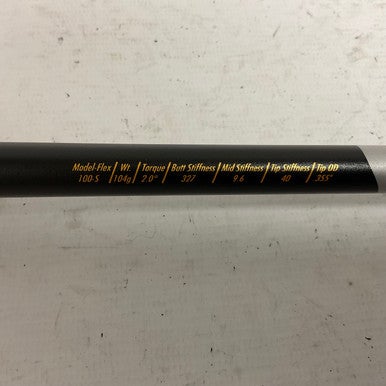 Model-Flex / Wt. / Torque / Butt Stiffness / Mid Stiffness / Tip Stiffness / Tip OD
100-S / 104g / 2.0° / 327 / 9.6 / 40 / .355"